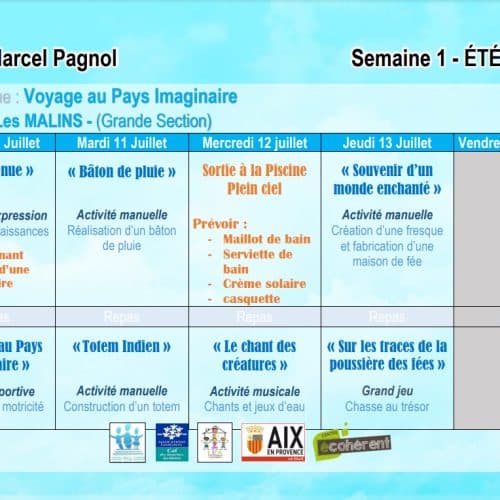 arcel Pagnol
Semaine 1 - ÉTÉ
ue : Voyage au Pays Imaginaire
Les MALINS - (Grande Section)
Juillet
Mardi 11 Juillet
Mercredi 12 juillet
Jeudi 13 Juillet
Vendre
nue »
rpression
aissances
nant
d'une
ire
« Bâton de pluie »
Activité manuelle
Réalisation d'un bâton
de pluie
Sortie à la Piscine
Plein ciel
Prévoir :
- Maillot de bain
- Serviette de
bain
- Crème solaire
- casquette
« Souvenir d'un
monde enchanté »
Activité manuelle
Création d'une fresque
et fabrication d'une
maison de fée
as
Repas
Repas
Repas
au Pays
ire »
portive
motricité
« Totem Indien »
Activité manuelle
Construction d'un totem
« Le chant des
créatures »
Activité musicale
Chants et jeux d'eau
« Sur les traces de la
poussière des fées »
Grand jeu
Chasse au trésor
Caf
AIX
EN PROVENCE
écohérent